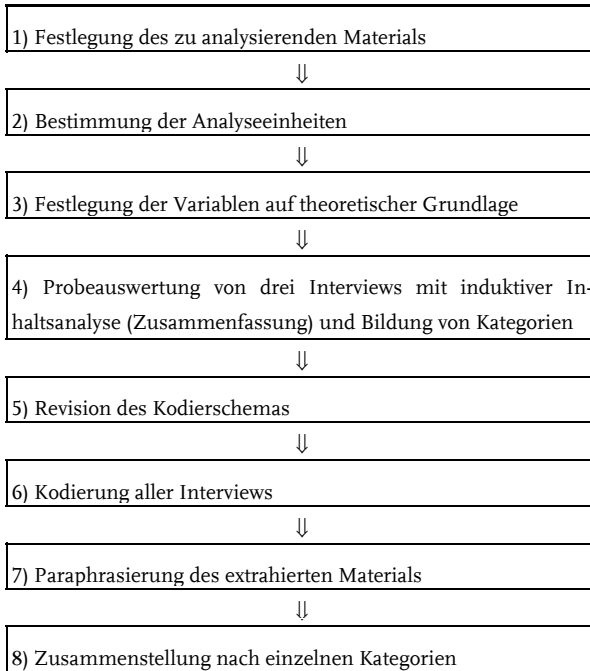 1) Festlegung des zu analysierenden Materials
⇓
2) Bestimmung der Analyseeinheiten
⇓
3) Festlegung der Variablen auf theoretischer Grundlage
⇓
4) Probeauswertung von drei Interviews mit induktiver In-
haltsanalyse (Zusammenfassung) und Bildung von Kategorien
⇓
5) Revision des Kodierschemas
⇓
6) Kodierung aller Interviews
⇓
7) Paraphrasierung des extrahierten Materials
⇓
8) Zusammenstellung nach einzelnen Kategorien